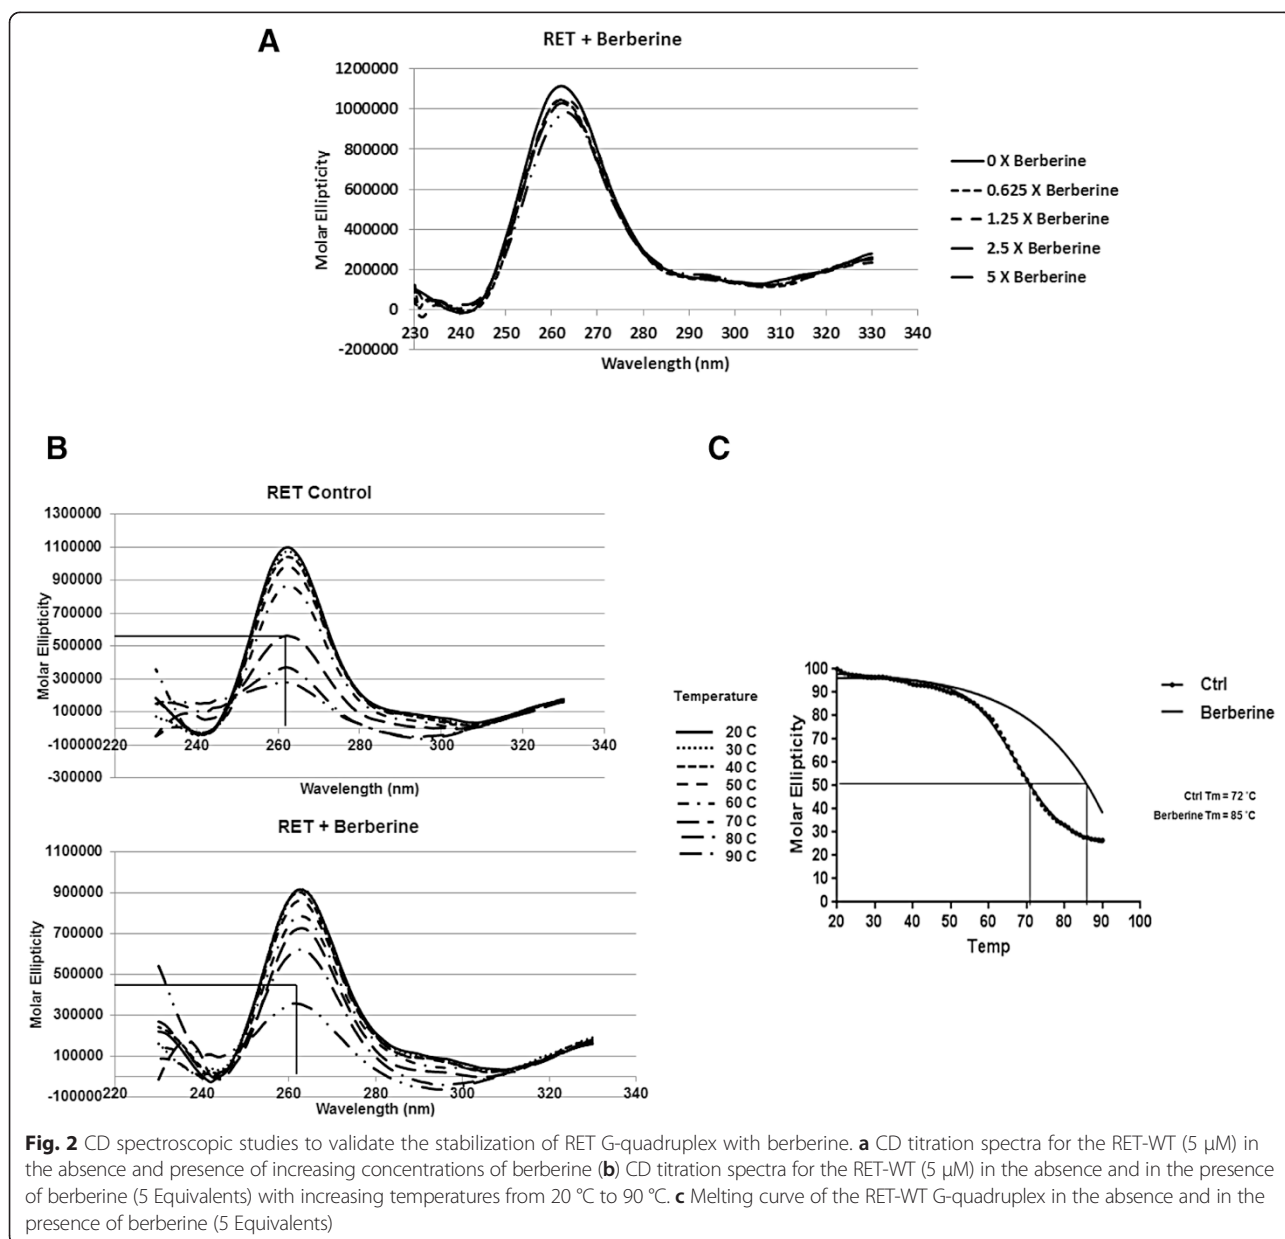 A
RET + Berberine
Molar Ellipticity
1200000
1000000
800000
600000
400000
200000
0
-200000
230 240 250 260 270 280 290 300 310 320 330 340
Wavelength (nm)
0 X Berberine
0.625 X Berberine
1.25 X Berberine
2.5 X Berberine
5 X Berberine
B
RET Control
Molar Ellipticity
1300000
1100000
900000
700000
500000
300000
100000
-100000
-300000
220 240 260 280 300 320 340
Wavelength (nm)
RET + Berberine
Molar Ellipticity
1100000
900000
700000
500000
300000
100000
-100000
220 240 260 280 300 320 340
Wavelength (nm)
Temperature
20 C
30 C
40 C
50 C
60 C
70 C
80 C
90 C
C
Molar Ellipticity
100
90
80
70
60
50
40
30
20
10
0
20 30 40 50 60 70 80 90 100
Temp
Ctrl
Berberine
Ctrl Tm = 72 °C
Berberine Tm = 85 °C
Fig. 2 CD spectroscopic studies to validate the stabilization of RET G-quadruplex with berberine. a CD titration spectra for the RET-WT (5 μM) in
the absence and presence of increasing concentrations of berberine (b) CD titration spectra for the RET-WT (5 μM) in the absence and in the presence
of berberine (5 Equivalents) with increasing temperatures from 20 °C to 90 °C. c Melting curve of the RET-WT G-quadruplex in the absence and in the
presence of berberine (5 Equivalents)